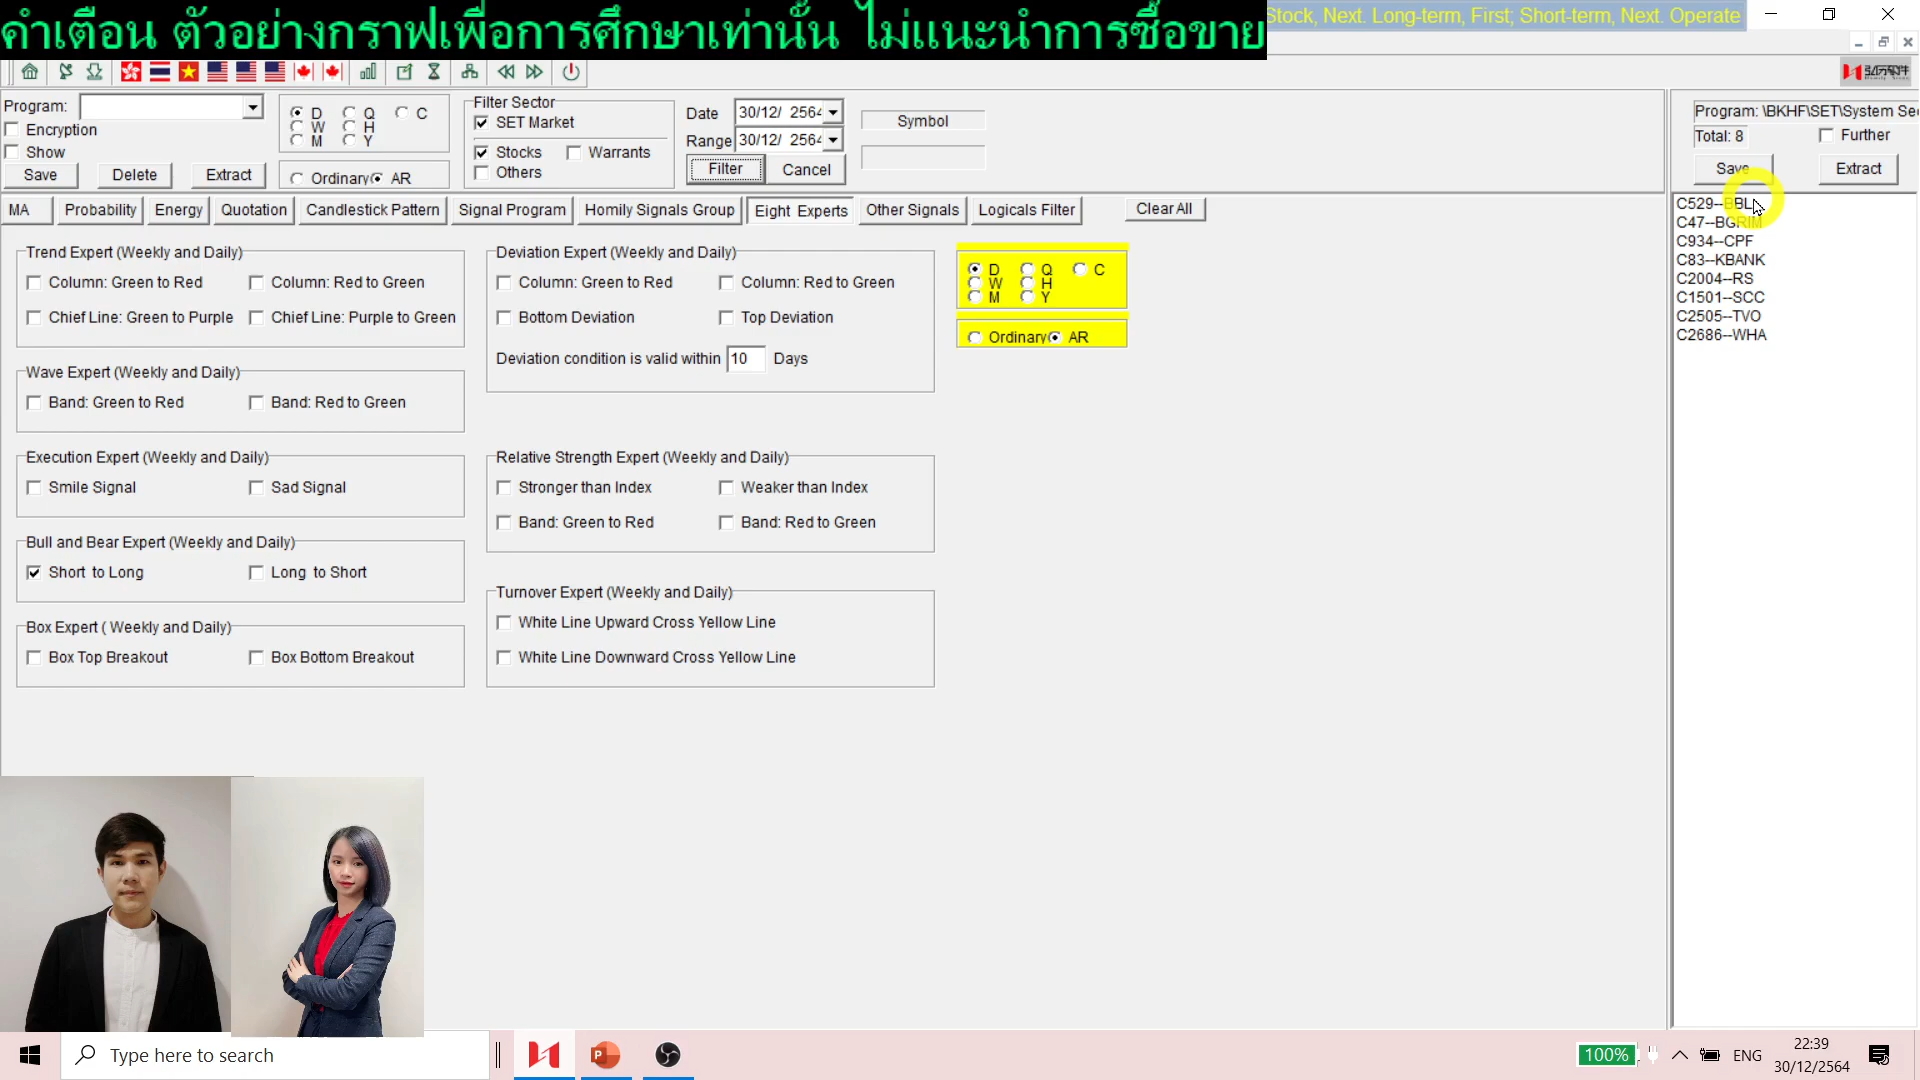 คำเตือน ตัวอย่างกราฟเพื่อการศึกษาเท่านั้น ไม่แนะนำการซื้อขาย
Stock, Next. Long-term, First; Short-term, Next. Operate
Program:
Encryption
Show
Save Delete Extract
D Q C
W H
M Y
Ordinary AR
Filter Sector
SET Market
Stocks Warrants
Others
Date 30/12/ 2564
Range 30/12/ 2564
Filter Cancel
Symbol
弘历软件
Program: \BKHF\SET\System Sec
Total: 8 Further
Save Extract
MA Probability Energy Quotation Candlestick Pattern Signal Program Homily Signals Group Eight Experts Other Signals Logicals Filter Clear All
Trend Expert (Weekly and Daily)
Column: Green to Red Column: Red to Green
Chief Line: Green to Purple Chief Line: Purple to Green
Wave Expert (Weekly and Daily)
Band: Green to Red Band: Red to Green
Execution Expert (Weekly and Daily)
Smile Signal Sad Signal
Bull and Bear Expert (Weekly and Daily)
Short to Long Long to Short
Box Expert ( Weekly and Daily)
Box Top Breakout Box Bottom Breakout
Deviation Expert (Weekly and Daily)
Column: Green to Red Column: Red to Green
Bottom Deviation Top Deviation
Deviation condition is valid within 10 Days
Relative Strength Expert (Weekly and Daily)
Stronger than Index Weaker than Index
Band: Green to Red Band: Red to Green
Turnover Expert (Weekly and Daily)
White Line Upward Cross Yellow Line
White Line Downward Cross Yellow Line
D Q C
W H
M Y
Ordinary AR
C529--BBL
C47--BGRIM
C934--CPF
C83--KBANK
C2004--RS
C1501--SCC
C2505--TVO
C2686--WHA
Type here to search
100%
ENG
22:39
30/12/2564